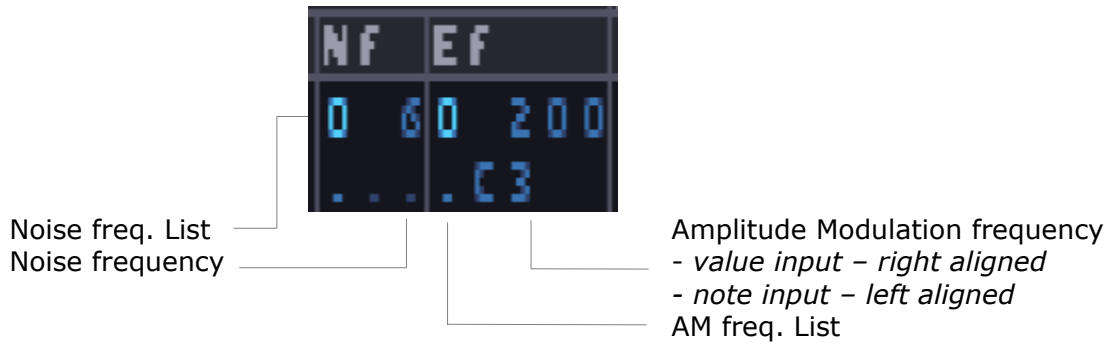 Nf Ef
0 6 0 200
. . . . C3
Noise freq. List
Noise frequency
Amplitude Modulation frequency
- value input – right aligned
- note input – left aligned
AM freq. List